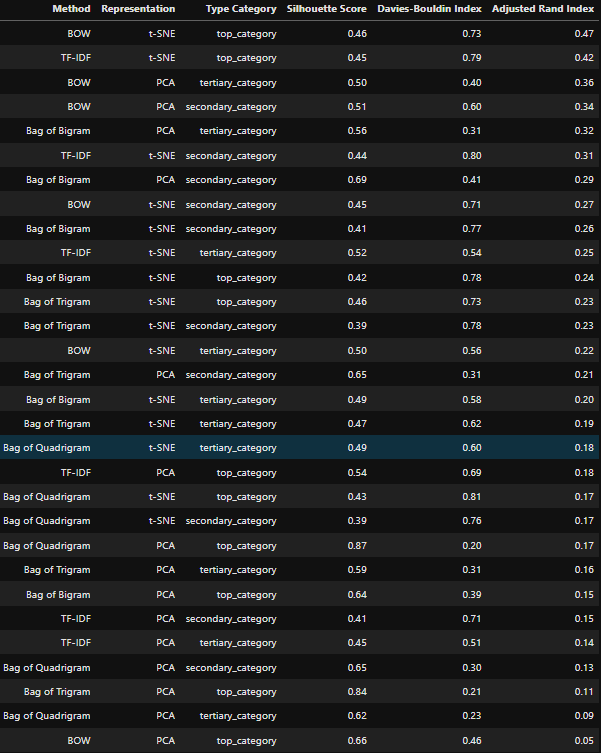 Method Representation Type Category Silhouette Score Davies-Bouldin Index Adjusted Rand Index
BOW t-SNE top_category 0.46 0.73 0.47
TF-IDF t-SNE top_category 0.45 0.79 0.42
BOW PCA tertiary_category 0.50 0.40 0.36
BOW PCA secondary_category 0.51 0.60 0.34
Bag of Bigram PCA tertiary_category 0.56 0.31 0.32
TF-IDF t-SNE secondary_category 0.44 0.80 0.31
Bag of Bigram PCA secondary_category 0.69 0.41 0.29
BOW t-SNE secondary_category 0.45 0.71 0.27
Bag of Bigram t-SNE secondary_category 0.41 0.77 0.26
TF-IDF t-SNE tertiary_category 0.52 0.54 0.25
Bag of Bigram t-SNE top_category 0.42 0.78 0.24
Bag of Trigram t-SNE top_category 0.46 0.73 0.23
Bag of Trigram t-SNE secondary_category 0.39 0.78 0.23
BOW t-SNE tertiary_category 0.50 0.56 0.22
Bag of Trigram PCA secondary_category 0.65 0.31 0.21
Bag of Bigram t-SNE tertiary_category 0.49 0.58 0.20
Bag of Trigram t-SNE tertiary_category 0.47 0.62 0.19
Bag of Quadrigram t-SNE tertiary_category 0.49 0.60 0.18
TF-IDF PCA top_category 0.54 0.69 0.18
Bag of Quadrigram t-SNE top_category 0.43 0.81 0.17
Bag of Quadrigram t-SNE secondary_category 0.39 0.76 0.17
Bag of Quadrigram PCA top_category 0.87 0.20 0.17
Bag of Trigram PCA tertiary_category 0.59 0.31 0.16
Bag of Bigram PCA top_category 0.64 0.39 0.15
TF-IDF PCA secondary_category 0.41 0.71 0.15
TF-IDF PCA tertiary_category 0.45 0.51 0.14
Bag of Quadrigram PCA secondary_category 0.65 0.30 0.13
Bag of Trigram PCA top_category 0.84 0.21 0.11
Bag of Quadrigram PCA tertiary_category 0.62 0.23 0.09
BOW PCA top_category 0.66 0.46 0.05